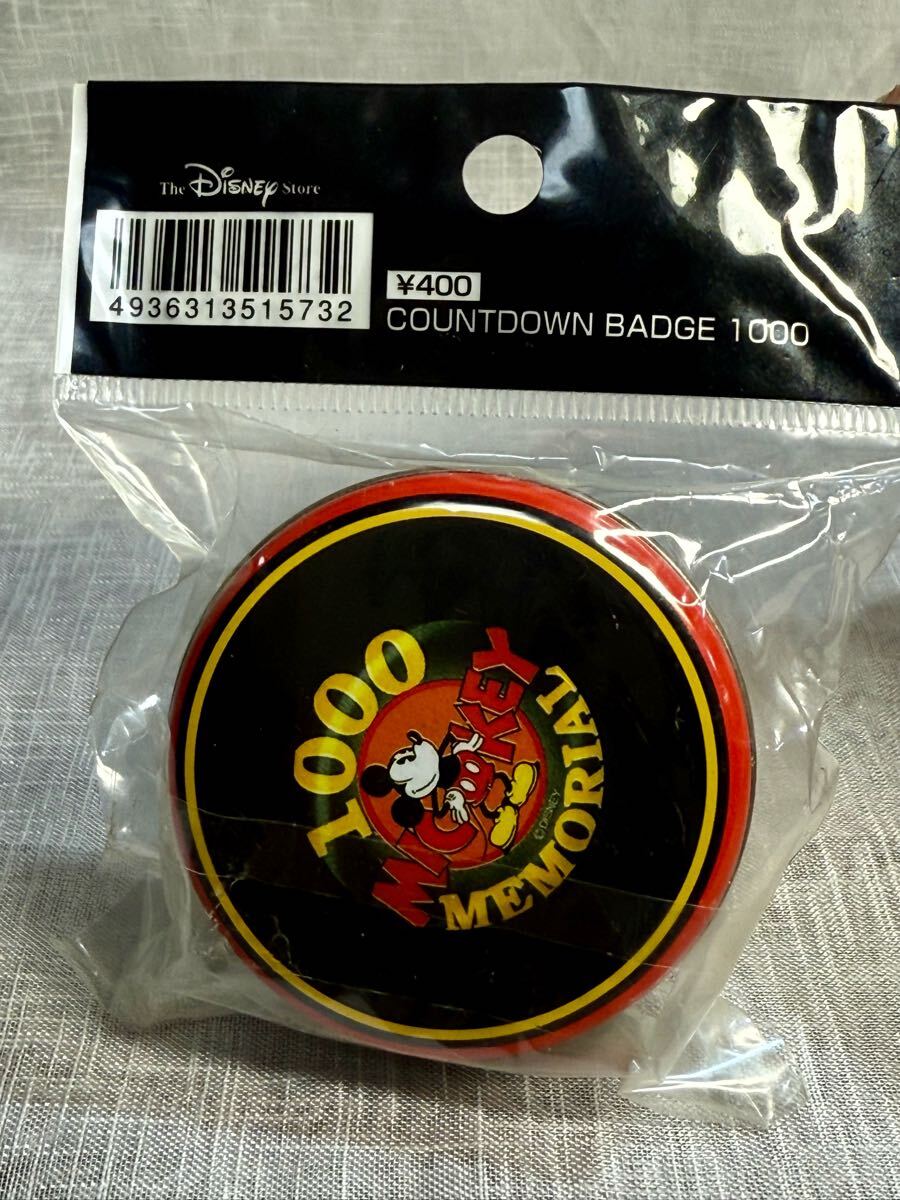 The Disney Store
4936313515732
¥400
COUNTDOWN BADGE 1000
1000
MICKEY
MEMORIAL
©DISNEY